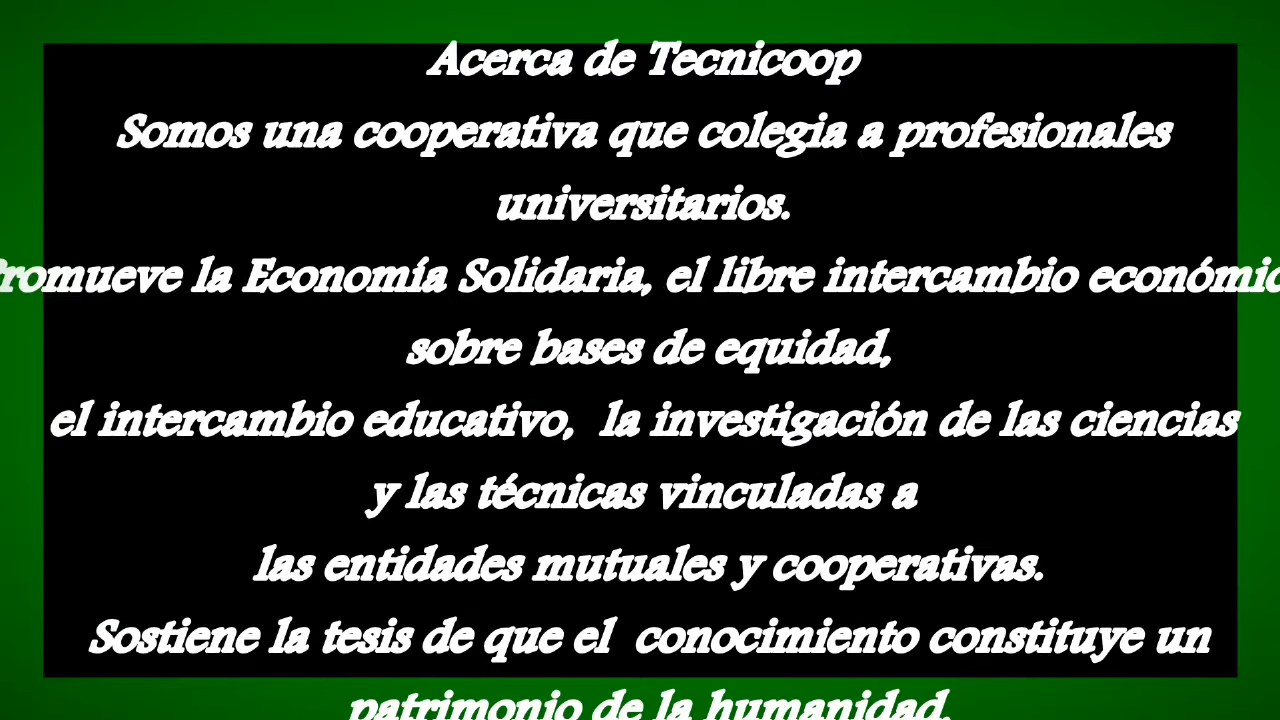 Acerca de Tecnicoop
Somos una cooperativa que colegia a profesionales
universitarios.
Promueve la Economía Solidaria, el libre intercambio económic
sobre bases de equidad,
el intercambio educativo, la investigación de las ciencias
y las técnicas vinculadas a
las entidades mutuales y cooperativas.
Sostiene la tesis de que el conocimiento constituye un
patrimonio de la humanidad.